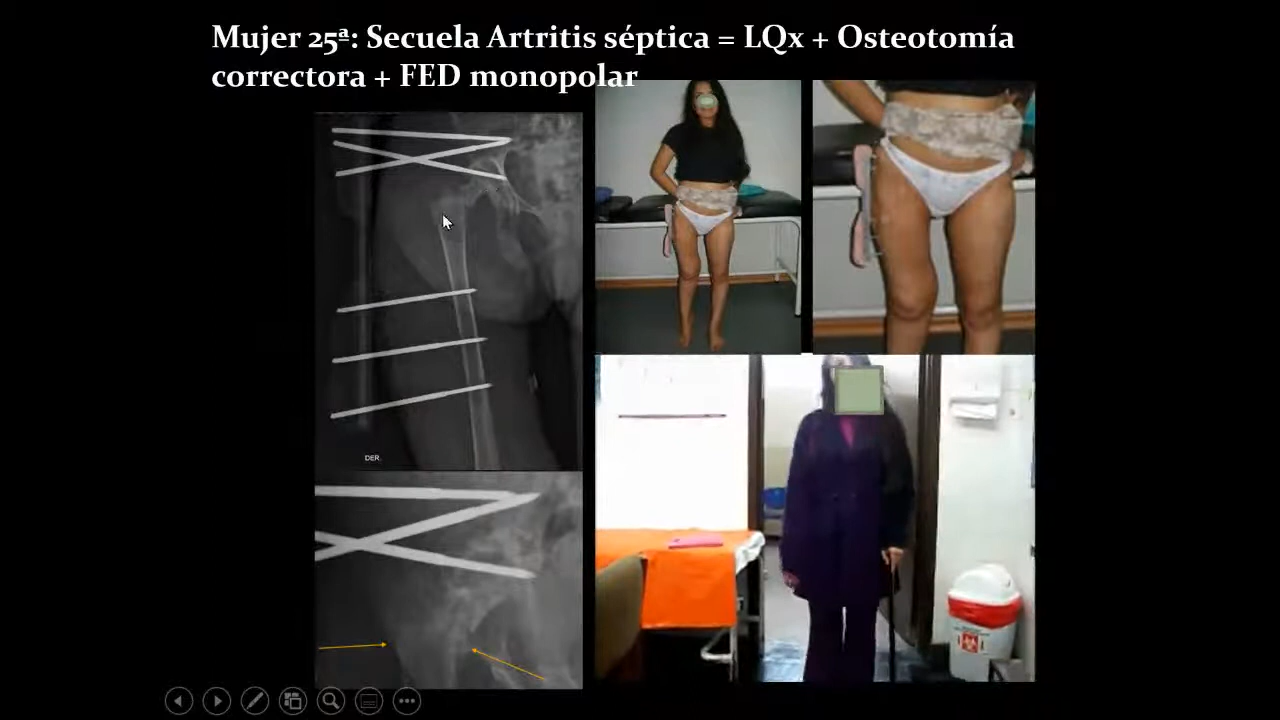 Mujer 25ª: Secuela Artritis séptica = LQx + Osteotomía
correctora + FED monopolar
DER.